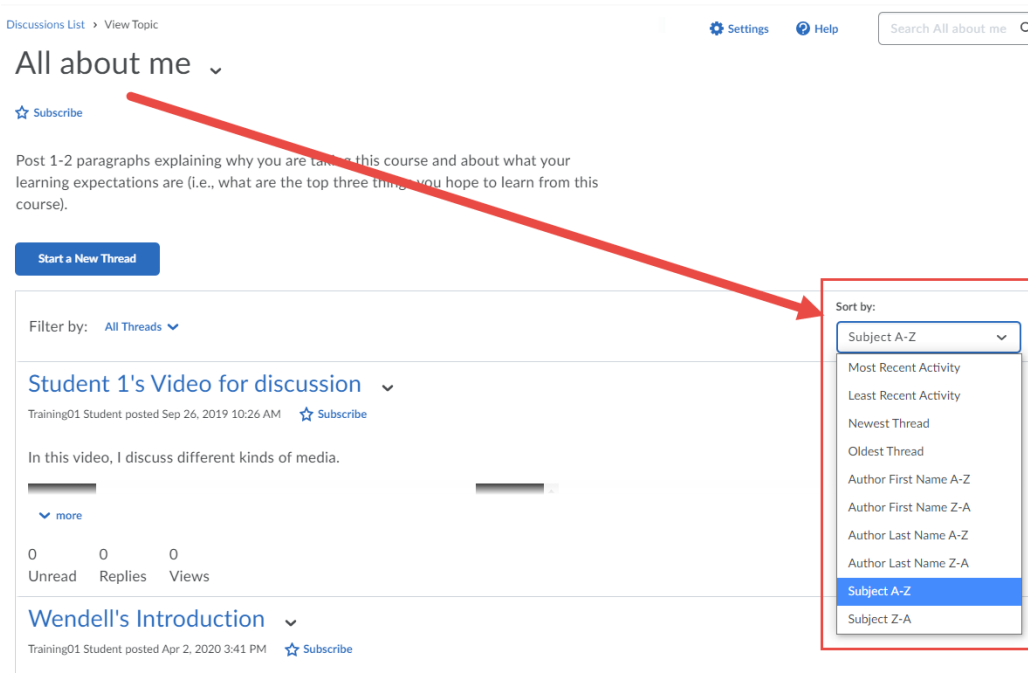 Discussions List > View Topic
Settings
Help
Search All about me
All about me
Subscribe
Post 1-2 paragraphs explaining why you are taking this course and about what your
learning expectations are (i.e., what are the top three things you hope to learn from this
course).
Start a New Thread
Filter by: All Threads
Sort by:
Subject A-Z
Most Recent Activity
Least Recent Activity
Newest Thread
Oldest Thread
Author First Name A-Z
Author First Name Z-A
Author Last Name A-Z
Author Last Name Z-A
Subject A-Z
Subject Z-A
Student 1's Video for discussion
Training01 Student posted Sep 26, 2019 10:26 AM Subscribe
In this video, I discuss different kinds of media.
more
0 0 0
Unread Replies Views
Wendell's Introduction
Training01 Student posted Apr 2, 2020 3:41 PM Subscribe